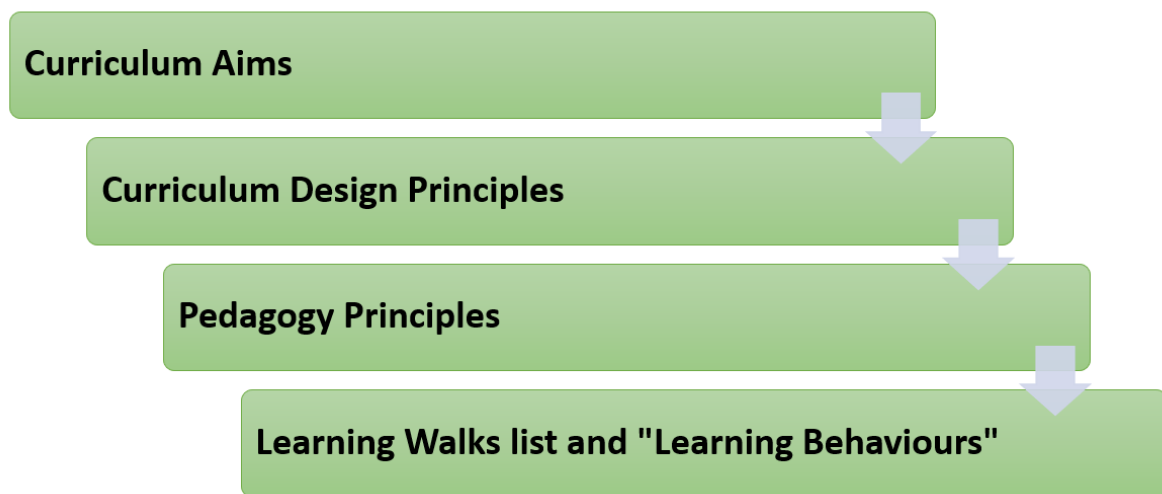 Curriculum Aims
Curriculum Design Principles
Pedagogy Principles
Learning Walks list and "Learning Behaviours"